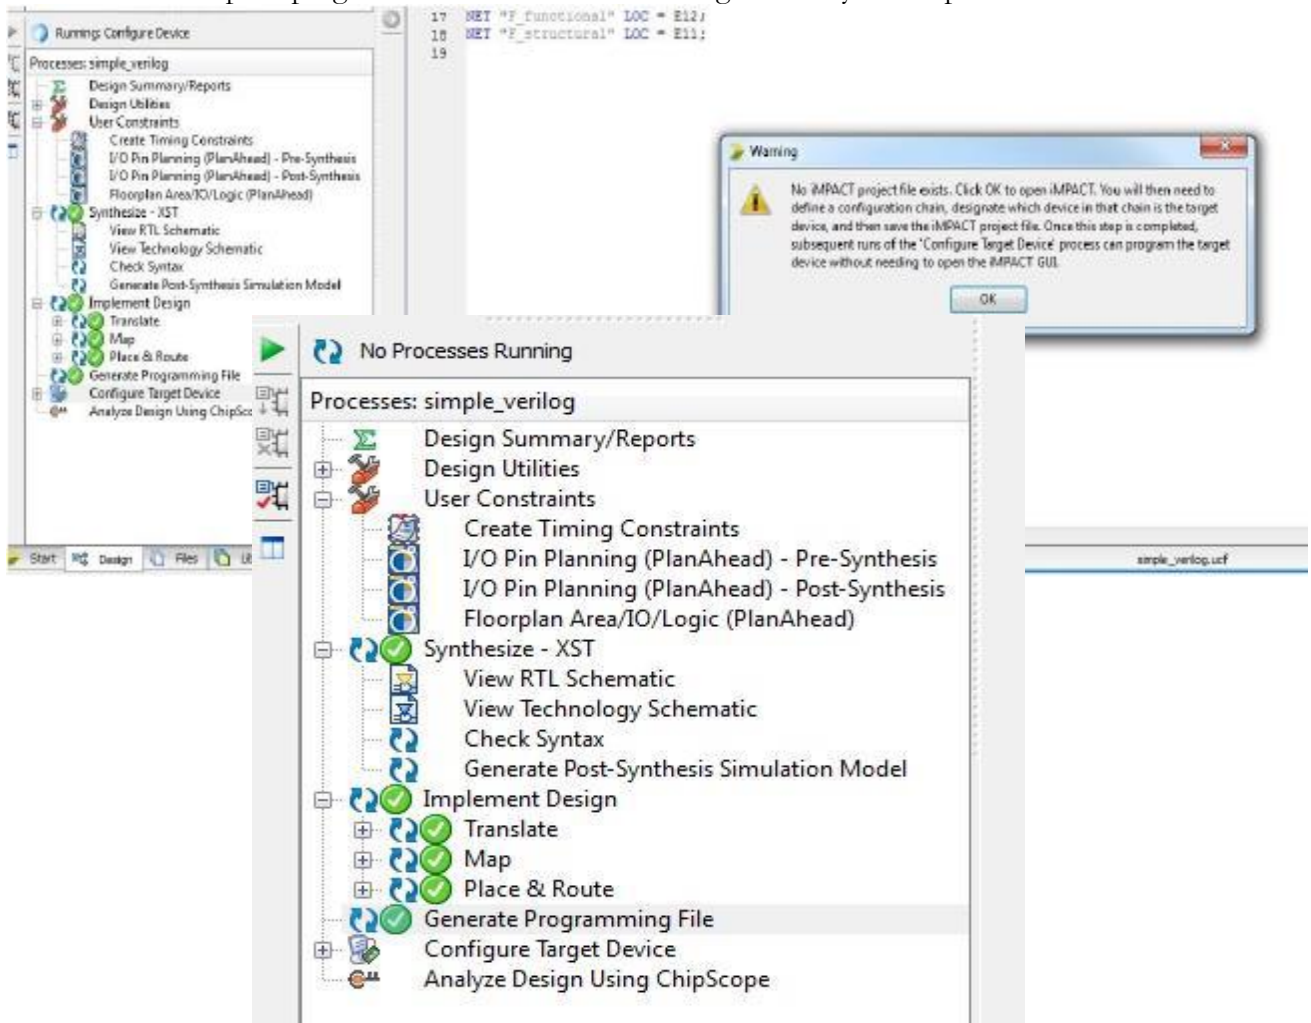 Running: Configure Device
Processes: simple_verilog
Design Summary/Reports
Design Utilities
User Constraints
Create Timing Constraints
I/O Pin Planning (PlanAhead) - Pre-Synthesis
I/O Pin Planning (PlanAhead) - Post-Synthesis
Floorplan Area/IO/Logic (PlanAhead)
Synthesize - XST
View RTL Schematic
View Technology Schematic
Check Syntax
Generate Post-Synthesis Simulation Model
Implement Design
Translate
Map
Place & Route
Generate Programming File
Configure Target Device
Analyze Design Using ChipSco
Start Design Files
17 NET "F_functional" LOC = E12;
18 NET "F_structural" LOC = E11;
19
Warning
No iMPACT project file exists. Click OK to open iMPACT. You will then need to
define a configuration chain, designate which device in that chain is the target
device, and then save the iMPACT project file. Once this step is completed,
subsequent runs of the 'Configure Target Device' process can program the target
device without needing to open the iMPACT GUI.
OK
No Processes Running
Processes: simple_verilog
Design Summary/Reports
Design Utilities
User Constraints
Create Timing Constraints
I/O Pin Planning (PlanAhead) - Pre-Synthesis
I/O Pin Planning (PlanAhead) - Post-Synthesis
Floorplan Area/IO/Logic (PlanAhead)
Synthesize - XST
View RTL Schematic
View Technology Schematic
Check Syntax
Generate Post-Synthesis Simulation Model
Implement Design
Translate
Map
Place & Route
Generate Programming File
Configure Target Device
Analyze Design Using ChipScope
simple_verilog.ucf